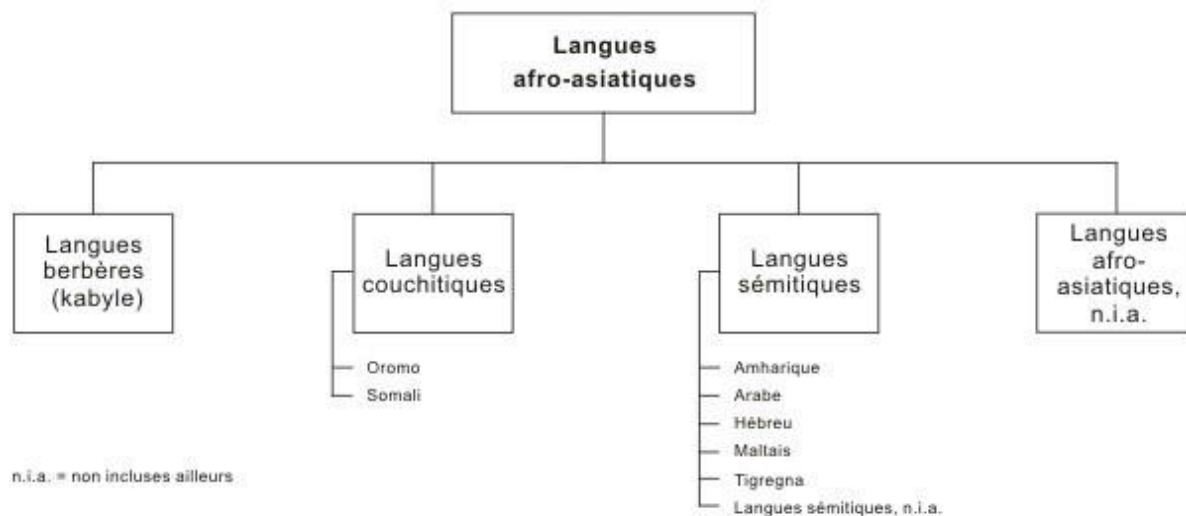 Langues
afro-asiatiques
Langues
berbères
(kabyle)
Langues
couchitiques
Oromo
Somali
Langues
sémitiques
Amharique
Arabe
Hébreu
Maltais
Tigregna
Langues sémitiques, n.i.a.
Langues
afro-
asiatiques,
n.i.a.
n.i.a. = non incluses ailleurs